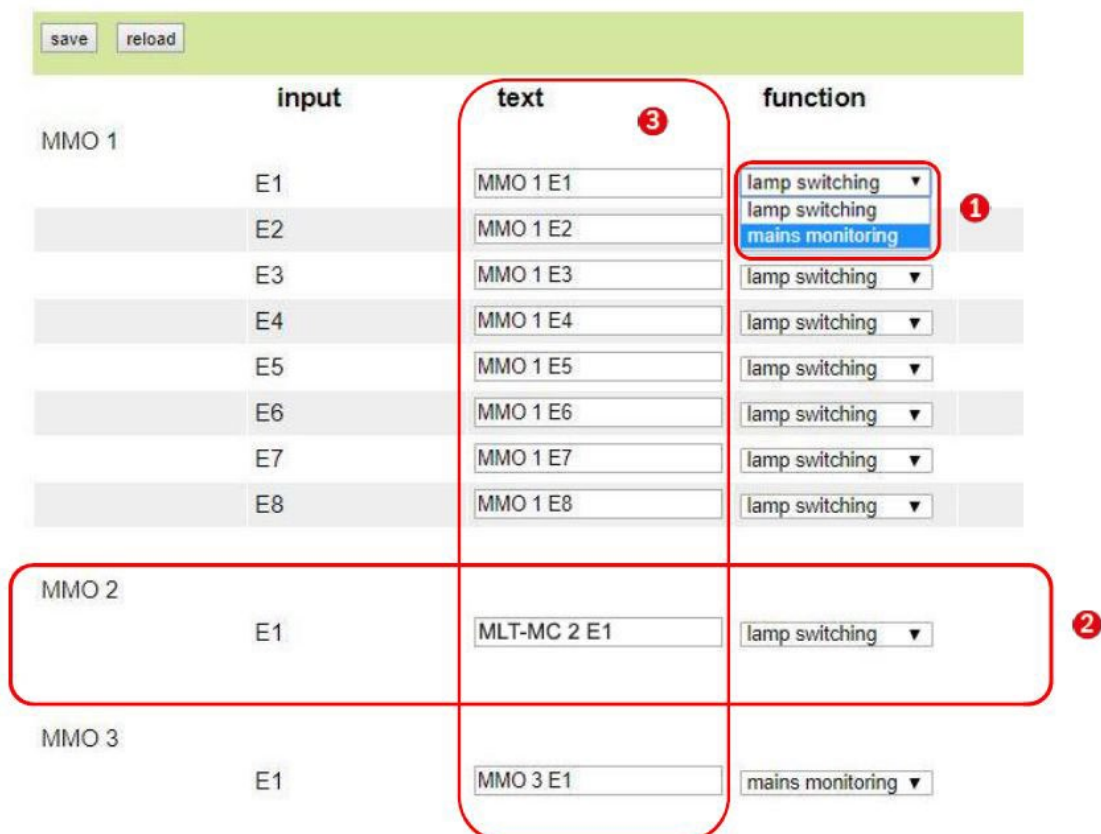 save reload
input text function
3
MMO 1
E1 MMO 1 E1 lamp switching
lamp switching
1
E2 MMO 1 E2 mains monitoring
E3 MMO 1 E3 lamp switching
E4 MMO 1 E4 lamp switching
E5 MMO 1 E5 lamp switching
E6 MMO 1 E6 lamp switching
E7 MMO 1 E7 lamp switching
E8 MMO 1 E8 lamp switching
MMO 2
E1 MLT-MC 2 E1 lamp switching
2
MMO 3
E1 MMO 3 E1 mains monitoring